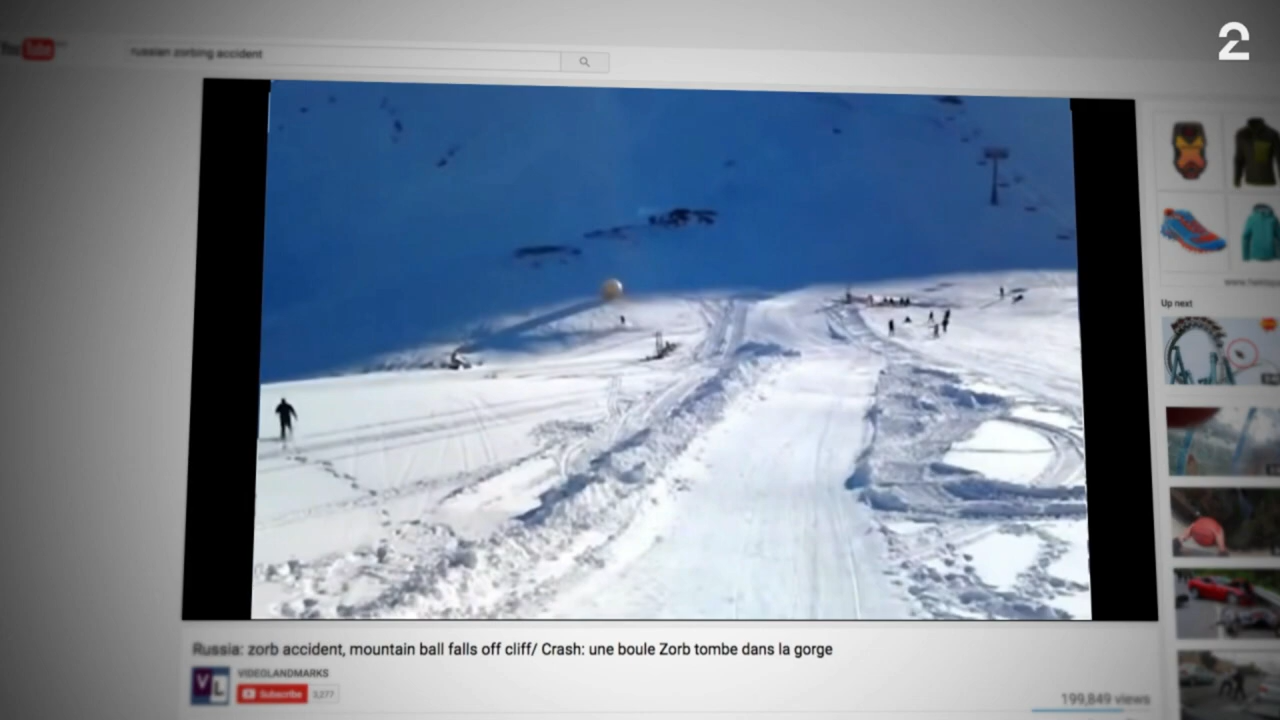 2
YouTube
russian zorbing accident
Up next
Russia: zorb accident, mountain ball falls off cliff/ Crash: une boule Zorb tombe dans la gorge
VL
VIDEOLANDMARKS
Subscribe 3,277
199,849 views